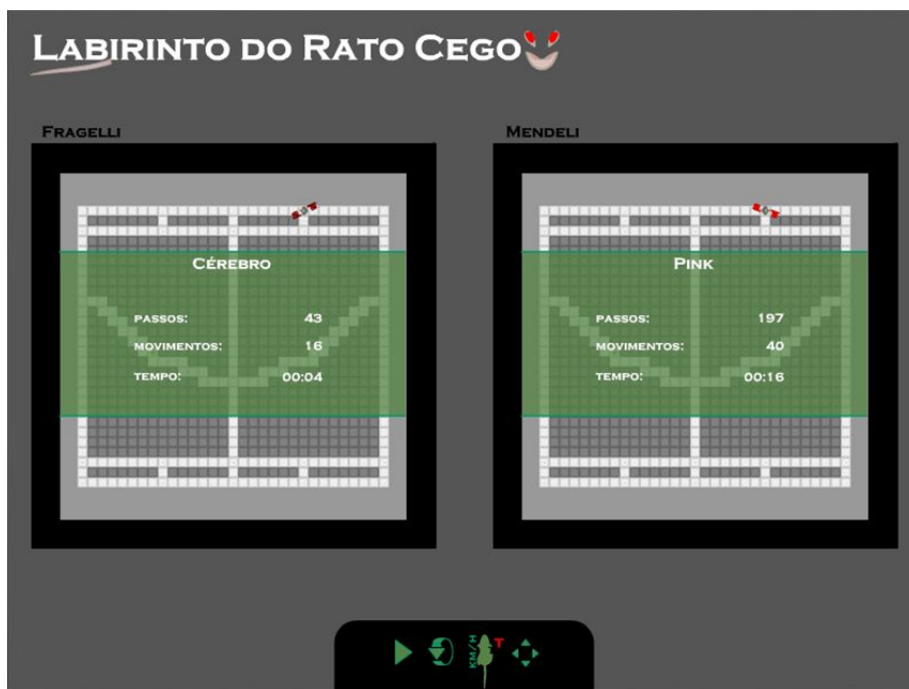 Labirinto do Rato Cego
Fragelli
Mendeli
Cérebro
passos: 43
movimentos: 16
tempo: 00:04
Pink
passos: 197
movimentos: 40
tempo: 00:16
KM/H
T